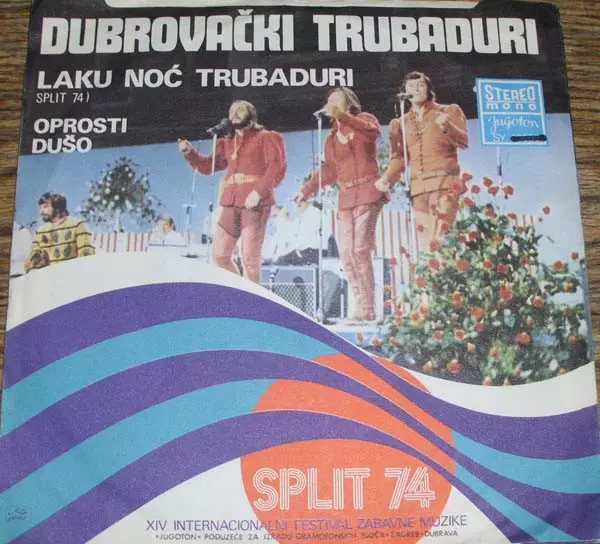 DUBROVAČKI TRUBADURI
LAKU NOĆ TRUBADURI
SPLIT 74)
OPROSTI
DUŠO
STEREO
mono
jugoton
SY
SPLIT 74
XIV INTERNACIONALNI FESTIVAL ZABAVNE MUZIKE
»JUGOTON« PODUZEĆE ZA IZRADU GRAMOFONSKIH PLOČA - ZAGREB - DUBRAVA